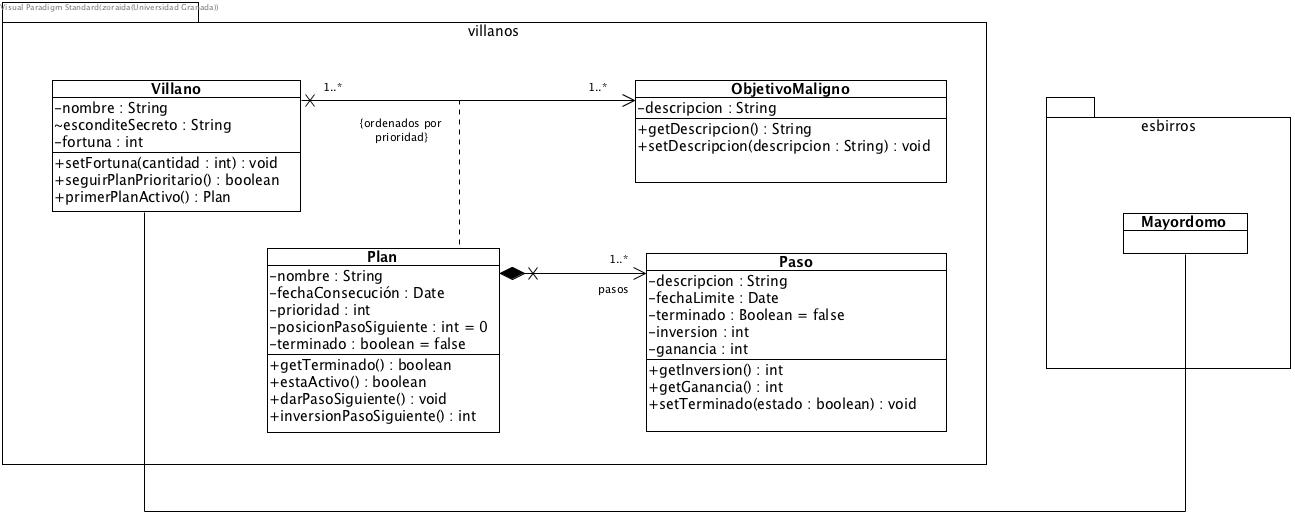 Visual Paradigm Standard(zoraida(Universidad Granada))
villanos
Villano
-nombre : String
~esconditeSecreto : String
-fortuna : int
+setFortuna(cantidad : int) : void
+seguirPlanPrioritario() : boolean
+primerPlanActivo() : Plan
1..*
1..*
{ordenados por
prioridad}
ObjetivoMaligno
-descripcion : String
+getDescripcion() : String
+setDescripcion(descripcion : String) : void
Plan
-nombre : String
-fechaConsecución : Date
-prioridad : int
-posicionPasoSiguiente : int = 0
-terminado : boolean = false
+getTerminado() : boolean
+estaActivo() : boolean
+darPasoSiguiente() : void
+inversionPasoSiguiente() : int
1..*
pasos
Paso
-descripcion : String
-fechaLimite : Date
-terminado : Boolean = false
-inversion : int
-ganancia : int
+getInversion() : int
+getGanancia() : int
+setTerminado(estado : boolean) : void
esbirros
Mayordomo